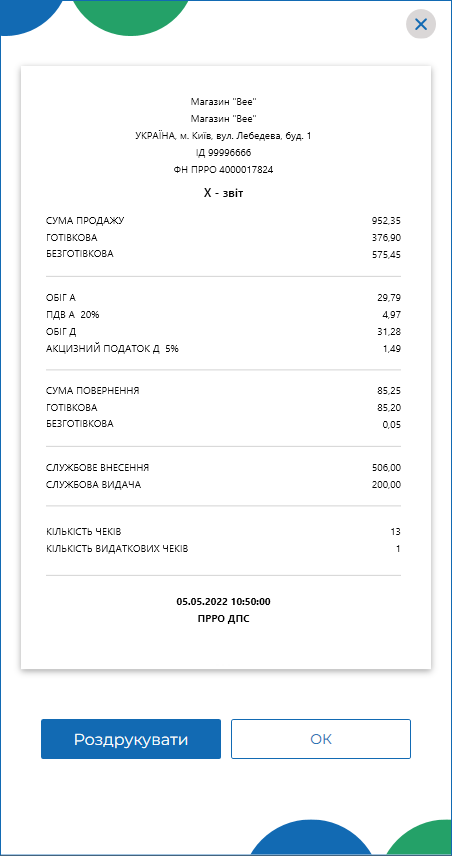 Магазин "Bee"
Магазин "Bee"
УКРАЇНА, м. Київ, вул. Лебедева, буд. 1
ІД 99996666
ФН ПРРО 4000017824
X - звіт
СУМА ПРОДАЖУ 952,35
ГОТІВКОВА 376,90
БЕЗГОТІВКОВА 575,45
ОБІГ А 29,79
ПДВ А 20% 4,97
ОБІГ Д 31,28
АКЦИЗНИЙ ПОДАТОК Д 5% 1,49
СУМА ПОВЕРНЕННЯ 85,25
ГОТІВКОВА 85,20
БЕЗГОТІВКОВА 0,05
СЛУЖБОВЕ ВНЕСЕННЯ 506,00
СЛУЖБОВА ВИДАЧА 200,00
КІЛЬКІСТЬ ЧЕКІВ 13
КІЛЬКІСТЬ ВИДАТКОВИХ ЧЕКІВ 1
05.05.2022 10:50:00
ПРРО ДПС
Роздрукувати ОК